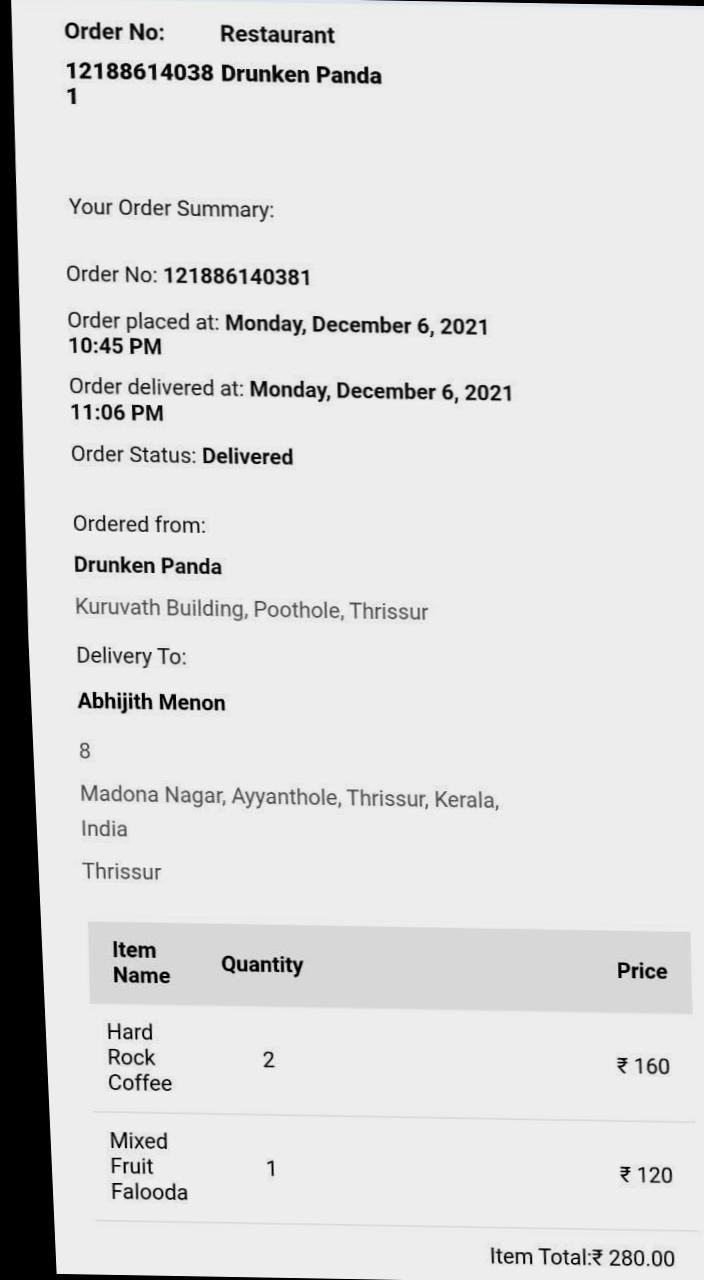 Order No: Restaurant
12188614038 Drunken Panda
1
Your Order Summary:
Order No: 121886140381
Order placed at: Monday, December 6, 2021
10:45 PM
Order delivered at: Monday, December 6, 2021
11:06 PM
Order Status: Delivered
Ordered from:
Drunken Panda
Kuruvath Building, Poothole, Thrissur
Delivery To:
Abhijith Menon
8
Madona Nagar, Ayyanthole, Thrissur, Kerala,
India
Thrissur
Item
Name
Quantity
Price
Hard
Rock
Coffee
2
₹ 160
Mixed
Fruit
Falooda
1
₹ 120
Item Total:₹ 280.00